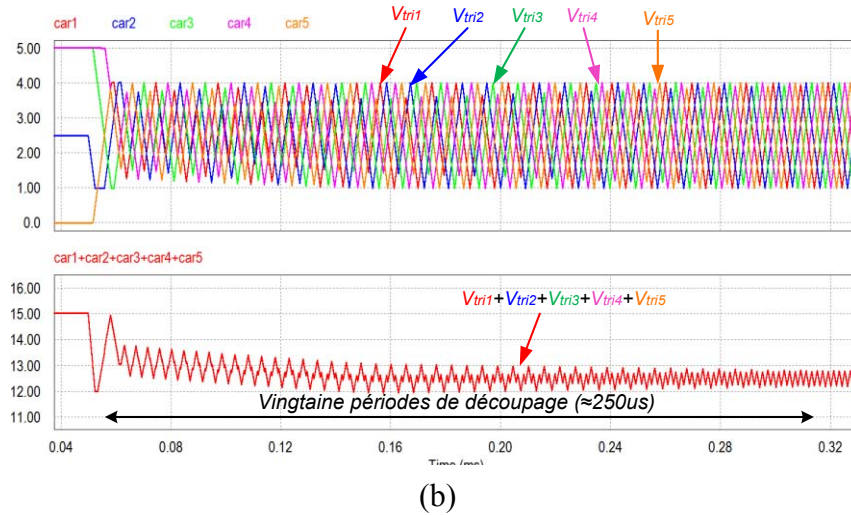 car1 car2 car3 car4 car5
Vtri1 Vtri2 Vtri3 Vtri4 Vtri5
5.00
4.00
3.00
2.00
1.00
0.0
car1+car2+car3+car4+car5
16.00
15.00
14.00
13.00
12.00
11.00
Vtri1+Vtri2+Vtri3+Vtri4+Vtri5
Vingtaine périodes de découpage (≈250us)
0.04 0.08 0.12 0.16 0.20 0.24 0.28 0.32
Time (ms)
(b)